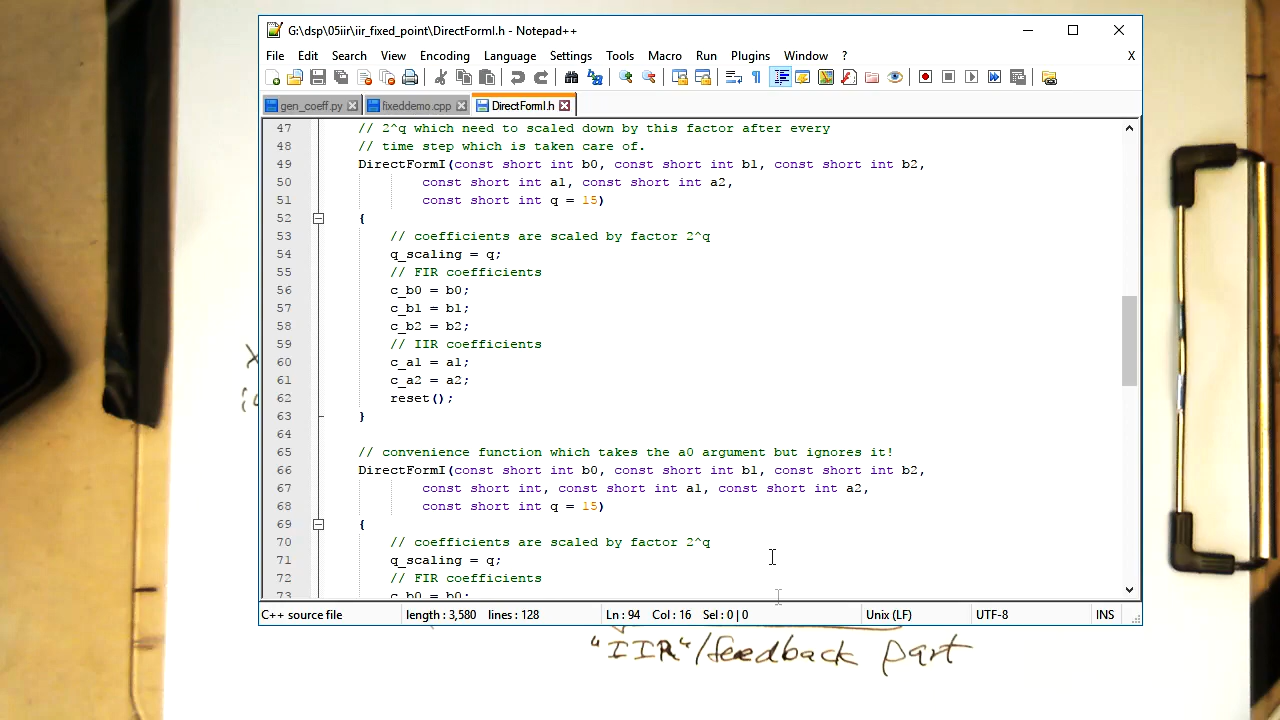 G:\dsp\05iir\iir_fixed_point\DirectFormI.h - Notepad++
File Edit Search View Encoding Language Settings Tools Macro Run Plugins Window ? X
gen_coeff.py fixeddemo.cpp DirectFormI.h
47 // 2^q which need to scaled down by this factor after every
48 // time step which is taken care of.
49 DirectFormI(const short int b0, const short int b1, const short int b2,
50 const short int a1, const short int a2,
51 const short int q = 15)
52 {
53 // coefficients are scaled by factor 2^q
54 q_scaling = q;
55 // FIR coefficients
56 c_b0 = b0;
57 c_b1 = b1;
58 c_b2 = b2;
59 // IIR coefficients
60 c_a1 = a1;
61 c_a2 = a2;
62 reset();
63 }
64
65 // convenience function which takes the a0 argument but ignores it!
66 DirectFormI(const short int b0, const short int b1, const short int b2,
67 const short int, const short int a1, const short int a2,
68 const short int q = 15)
69 {
70 // coefficients are scaled by factor 2^q
71 q_scaling = q;
72 // FIR coefficients
73 c_b0 = b0;
C++ source file length : 3,580 lines : 128 Ln : 94 Col : 16 Sel : 0 | 0 Unix (LF) UTF-8 INS
"IIR"/feedback part